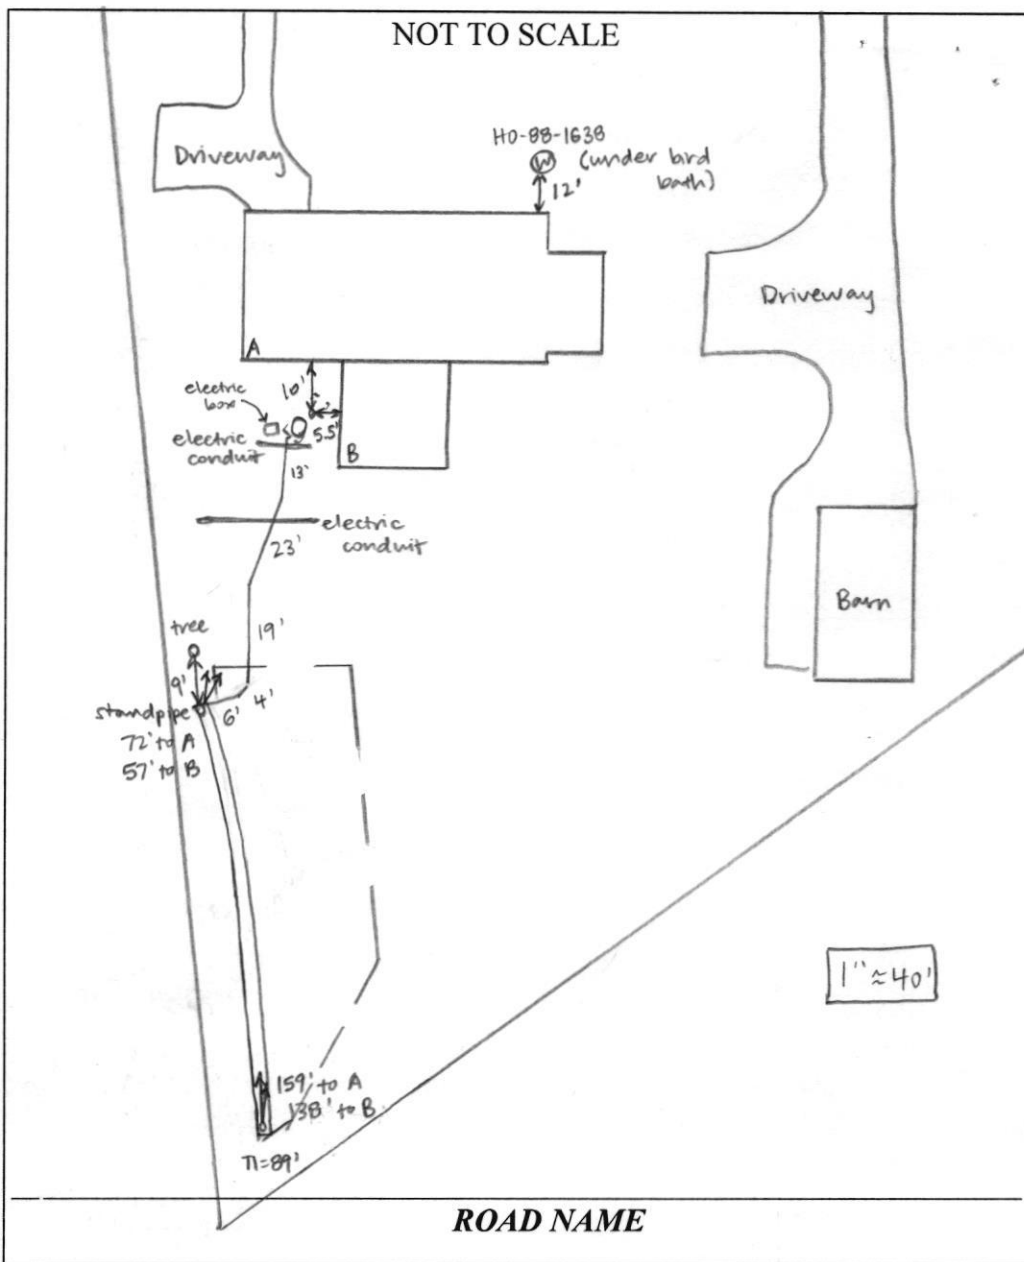 NOT TO SCALE
HO-88-1638
W
(under bird
bath)
12'
Driveway
Driveway
A
electric
box
10'
5.5'
electric
conduit
B
13'
electric
conduit
23'
Barn
tree
19'
9'
4'
standpipe
6'
72' to A
57' to B
1" ≈ 40'
159' to A
138' to B
T1=89'
ROAD NAME